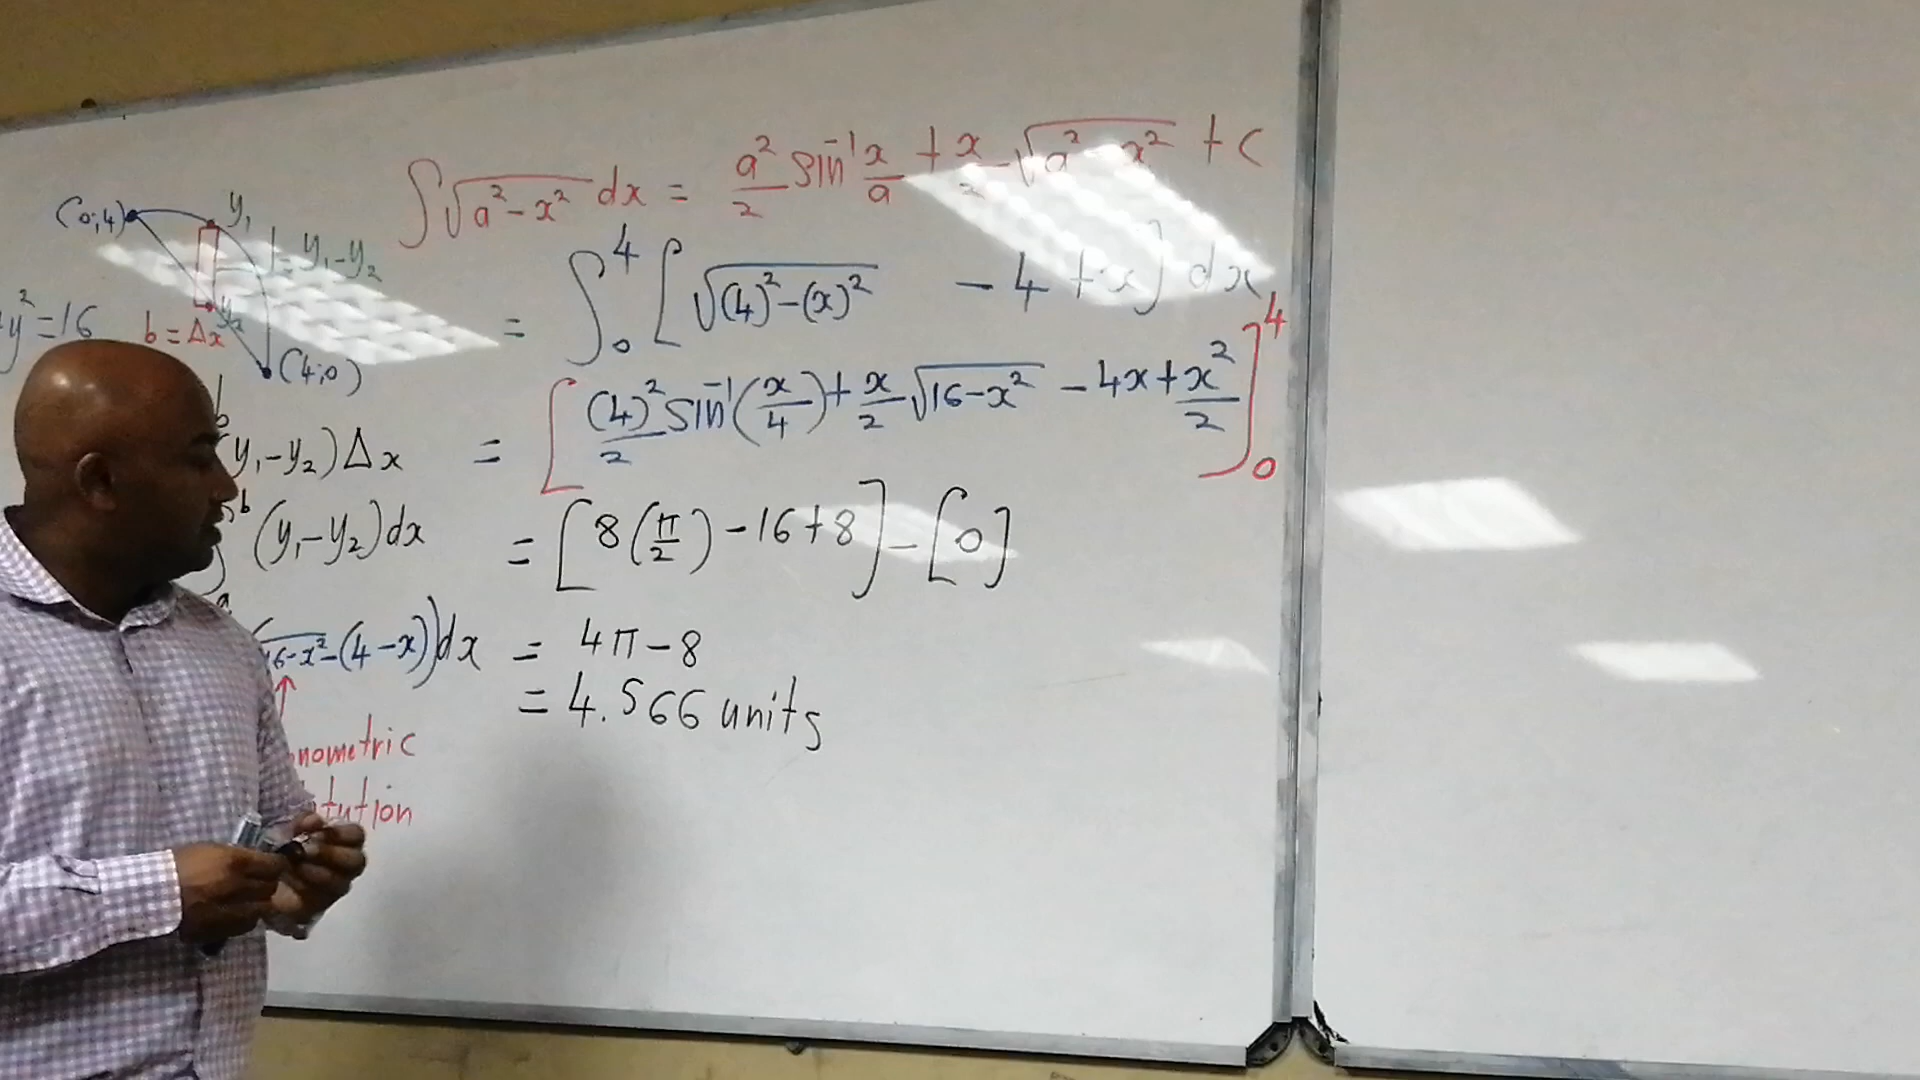 ∫√(a²-x²) dx = a²/2 sin⁻¹ x/a + x/2 √(a²-x²) + C
(0;4)
y₁
l = y₁-y₂
y²=16
b = Δx
y₂
(4;0)
= ∫₀⁴ [√((4)²-(x)²) - 4 + x] dx
b
(y₁-y₂)Δx
= [(4)²/2 sin⁻¹(x/4) + x/2 √(16-x²) - 4x + x²/2]₀⁴
b
(y₁-y₂)dx
a
= [8(π/2) - 16 + 8] - [0]
6-x² - (4-x))dx
= 4π - 8
= 4.566 units
↑
nometric
tution